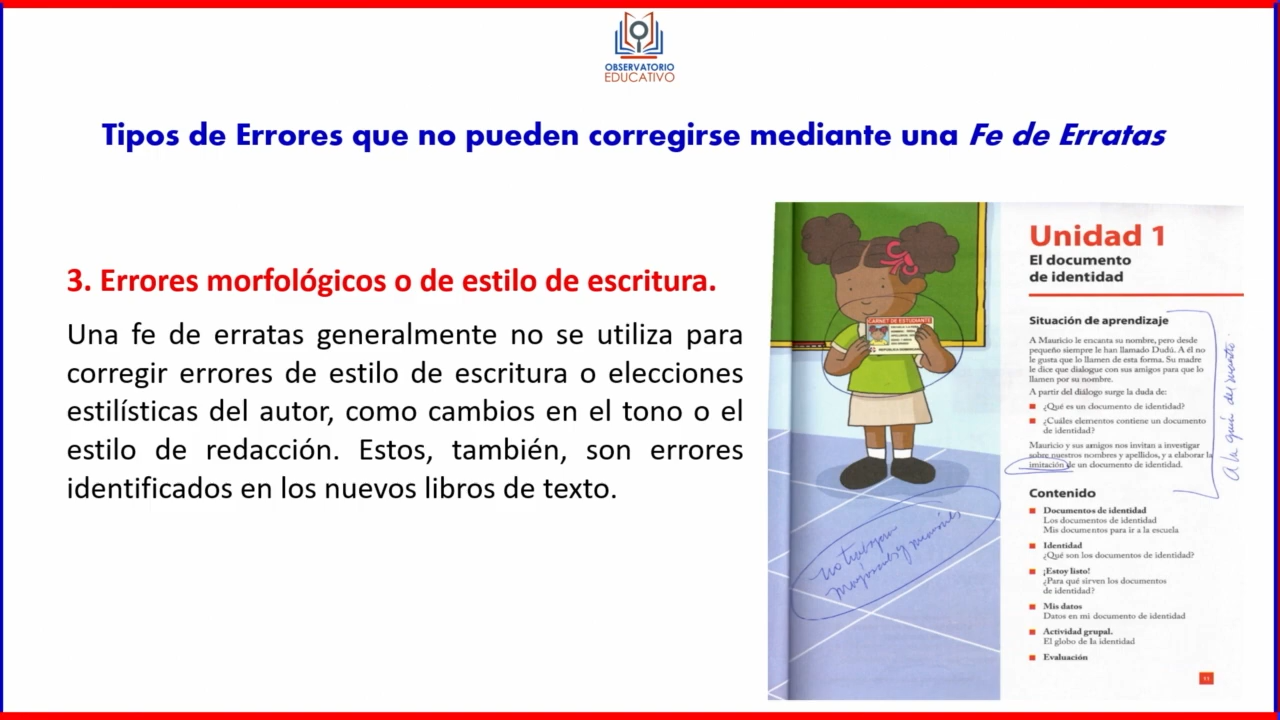 OBSERVATORIO
EDUCATIVO
Tipos de Errores que no pueden corregirse mediante una Fe de Erratas
3. Errores morfológicos o de estilo de escritura.
Una fe de erratas generalmente no se utiliza para
corregir errores de estilo de escritura o elecciones
estilísticas del autor, como cambios en el tono o el
estilo de redacción. Estos, también, son errores
identificados en los nuevos libros de texto.
CARNET DE ESTUDIANTE
Unidad 1
El documento
de identidad
Situación de aprendizaje
A Mauricio le encanta su nombre, pero desde
pequeño siempre le han llamado Dudú. A él no
le gusta que lo llamen de esta forma. Su madre
le dice que dialogue con sus amigos para que lo
llamen por su nombre.
A partir del diálogo surge la duda de:
¿Qué es un documento de identidad?
¿Cuáles elementos contiene un documento
de identidad?
Mauricio y sus amigos nos invitan a investigar
sobre nuestros nombres y apellidos, y a elaborar la
imitación de un documento de identidad.
A la guía del maestro.
Contenido
Documentos de identidad
Los documentos de identidad
Mis documentos para ir a la escuela
Identidad
¿Qué son los documentos de identidad?
¡Estoy listo!
¿Para qué sirven los documentos
de identidad?
Mis datos
Datos en mi documento de identidad
Actividad grupal.
El globo de la identidad
Evaluación
11